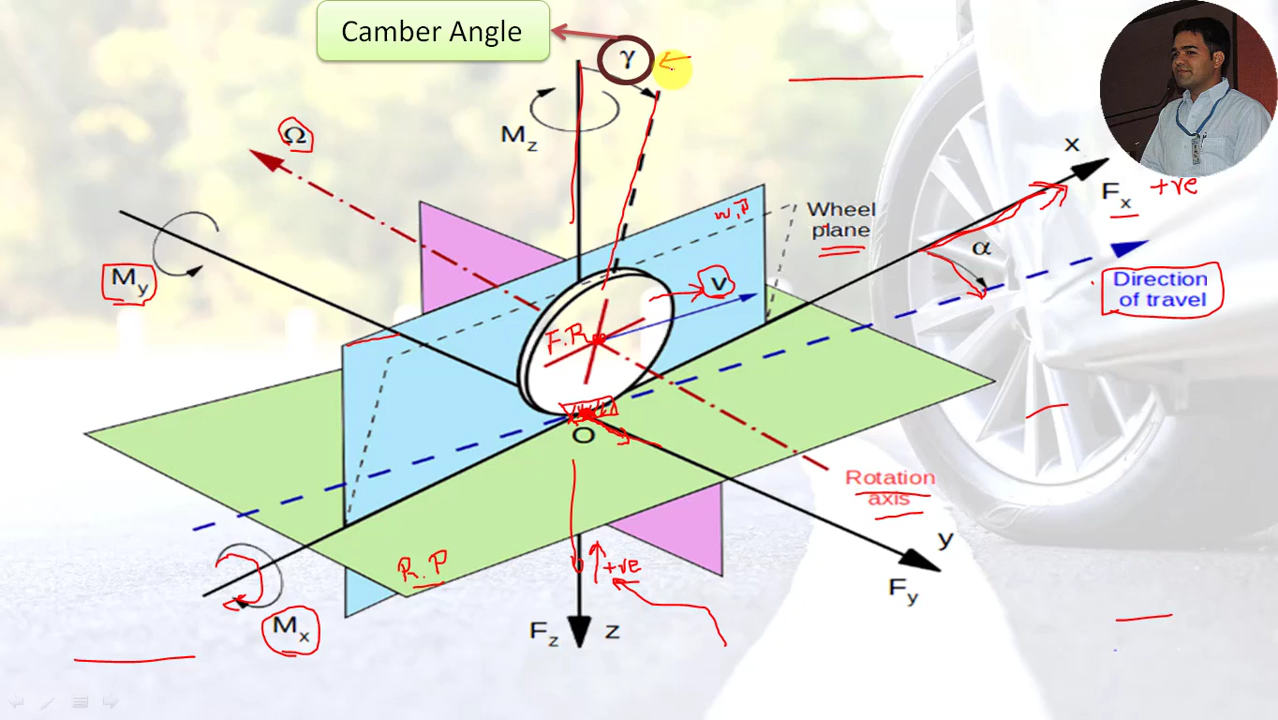 Camber Angle
γ
Ω
Mz
x
Fx +ve
W.P
Wheel
plane
α
My
v
Direction
of travel
F.R
O
Rotation
axis
y
R.P
+ve
Fy
Mx
Fz z